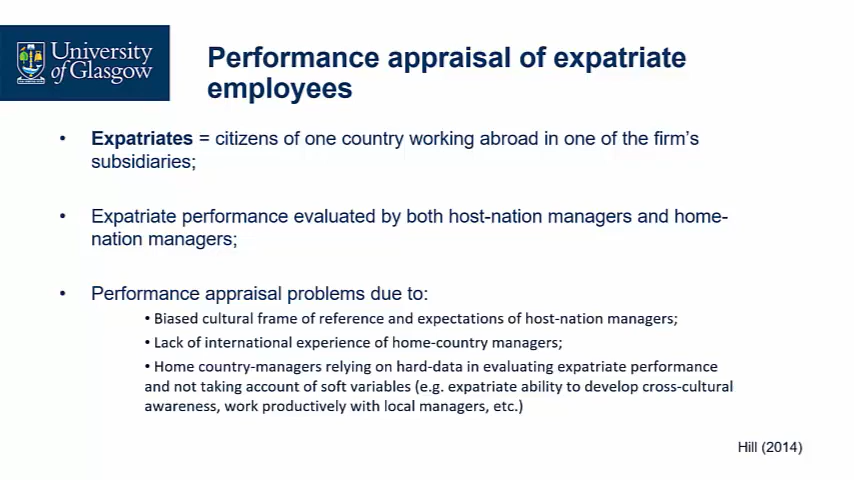 University
of Glasgow
Performance appraisal of expatriate
employees
• Expatriates = citizens of one country working abroad in one of the firm's
subsidiaries;
• Expatriate performance evaluated by both host-nation managers and home-
nation managers;
• Performance appraisal problems due to:
• Biased cultural frame of reference and expectations of host-nation managers;
• Lack of international experience of home-country managers;
• Home country-managers relying on hard-data in evaluating expatriate performance
and not taking account of soft variables (e.g. expatriate ability to develop cross-cultural
awareness, work productively with local managers, etc.)
Hill (2014)